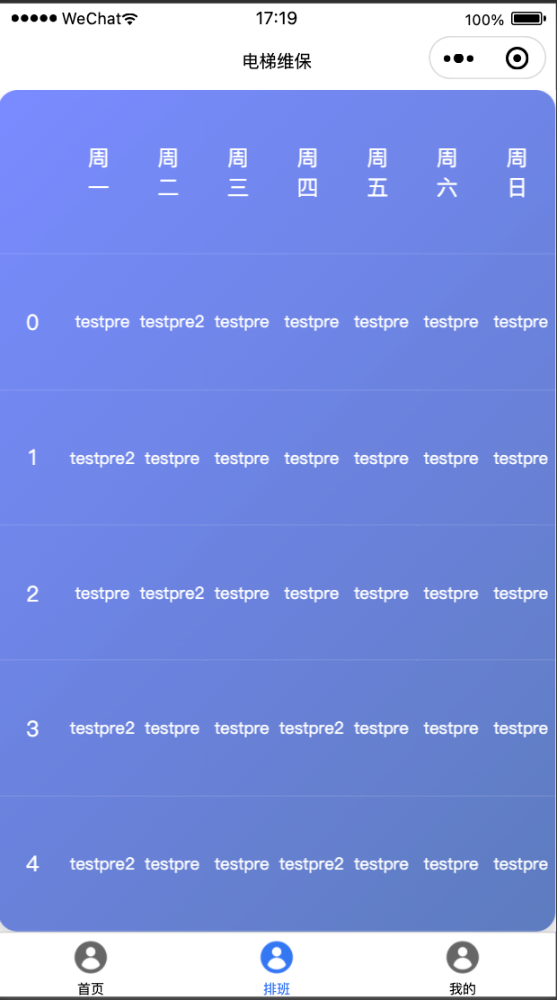 WeChat 17:19 100%
电梯维保
周一 周二 周三 周四 周五 周六 周日
0 testpre testpre2 testpre testpre testpre testpre testpre
1 testpre2 testpre testpre testpre testpre testpre testpre
2 testpre testpre2 testpre testpre testpre testpre testpre
3 testpre2 testpre testpre testpre2 testpre testpre testpre
4 testpre2 testpre testpre testpre2 testpre testpre testpre
首页 排班 我的